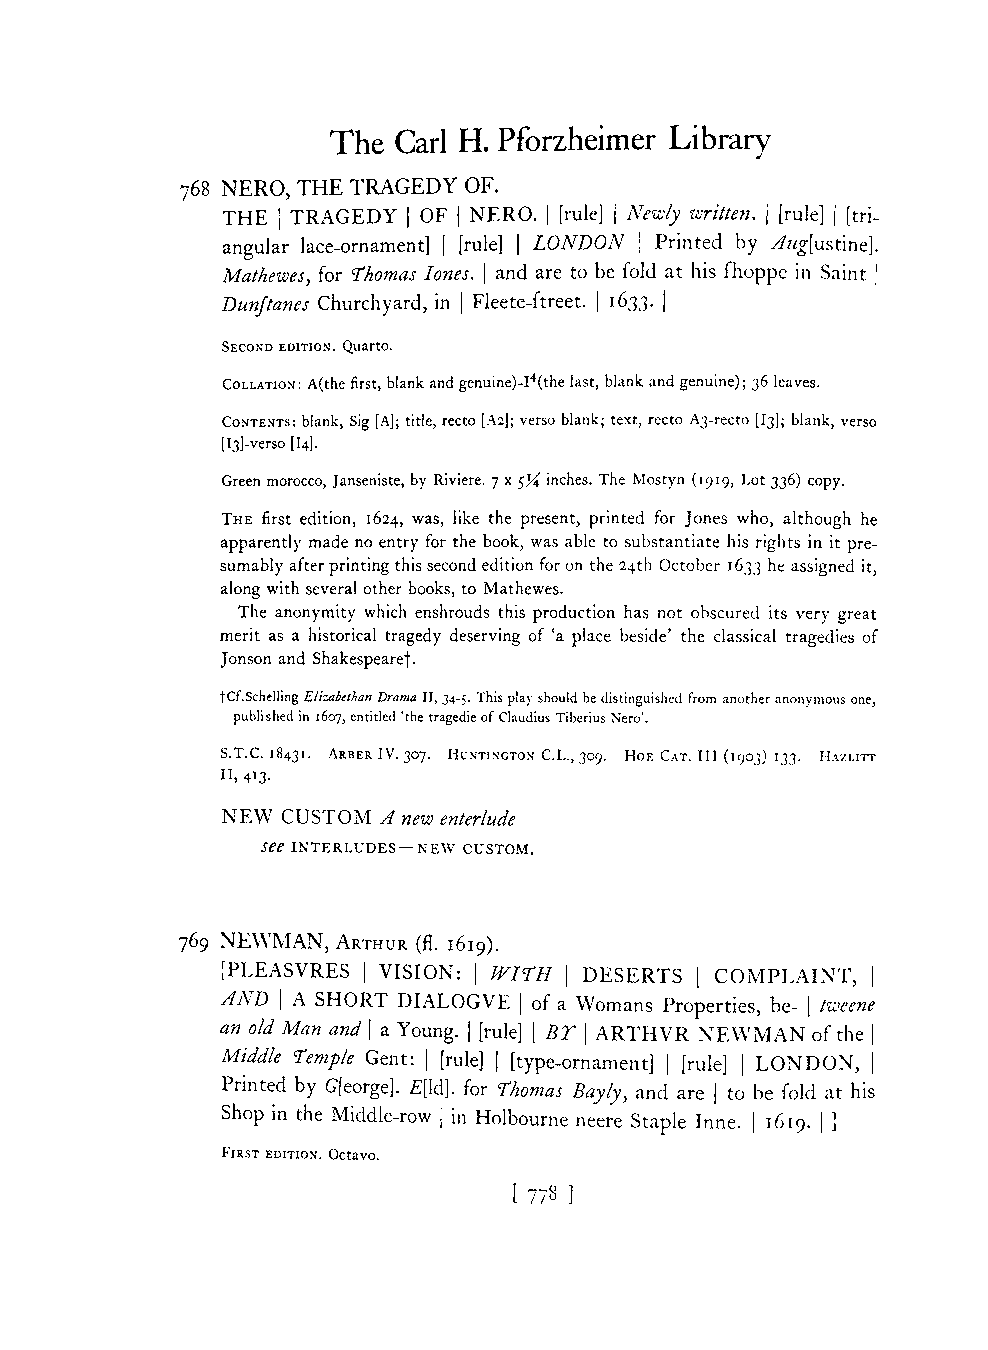 The Carl H. Pforzheimer Library
768 NERO, THE TRAGEDY OF.
THE | TRAGEDY | OF | NERO. | [rule] | Newly written. | [rule] | [tri-
angular lace-ornament] | [rule] | LONDON | Printed by Aug[ustine].
Mathewes, for Thomas Iones. | and are to be ſold at his ſhoppe in Saint |
Dunſtanes Churchyard, in | Fleete-ſtreet. | 1633. |
SECOND EDITION. Quarto.
COLLATION: A(the first, blank and genuine)-I⁴(the last, blank and genuine); 36 leaves.
CONTENTS: blank, Sig [A]; title, recto [A2]; verso blank; text, recto A3-recto [I3]; blank, verso
[I3]-verso [I4].
Green morocco, Janseniste, by Riviere. 7 x 5¼ inches. The Mostyn (1919, Lot 336) copy.
THE first edition, 1624, was, like the present, printed for Jones who, although he
apparently made no entry for the book, was able to substantiate his rights in it pre-
sumably after printing this second edition for on the 24th October 1633 he assigned it,
along with several other books, to Mathewes.
The anonymity which enshrouds this production has not obscured its very great
merit as a historical tragedy deserving of 'a place beside' the classical tragedies of
Jonson and Shakespeare†.
†Cf.Schelling Elizabethan Drama II, 34-5. This play should be distinguished from another anonymous one,
published in 1607, entitled 'the tragedie of Claudius Tiberius Nero'.
S.T.C. 18431. ARBER IV. 307. HUNTINGTON C.L., 309. HOE CAT. III (1903) 133. HAZLITT
II, 413.
NEW CUSTOM A new enterlude
see INTERLUDES—NEW CUSTOM.
769 NEWMAN, ARTHUR (fl. 1619).
[PLEASVRES | VISION: | WITH | DESERTS | COMPLAINT, |
AND | A SHORT DIALOGVE | of a Womans Properties, be- | tweene
an old Man and | a Young. | [rule] | BY | ARTHVR NEWMAN of the |
Middle Temple Gent: | [rule] | [type-ornament] | [rule] | LONDON, |
Printed by G[eorge]. E[ld]. for Thomas Bayly, and are | to be ſold at his
Shop in the Middle-row | in Holbourne neere Staple Inne. | 1619. | ]
FIRST EDITION. Octavo.
[ 778 ]